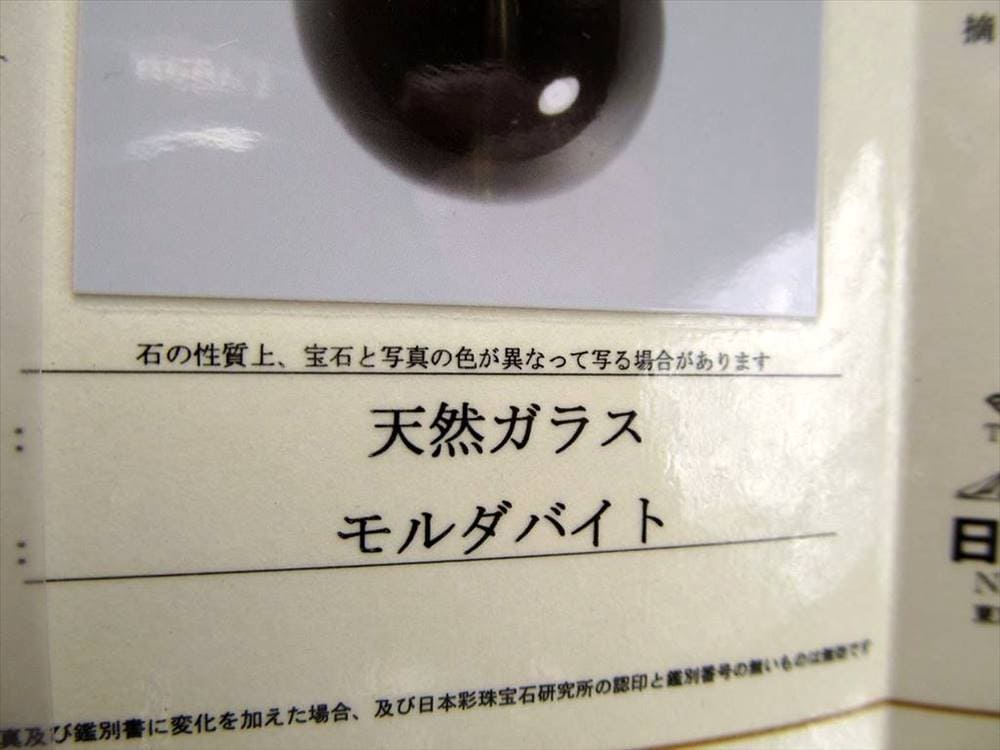 石の性質上、宝石と写真の色が異なって写る場合があります
:
天然ガラス
:
モルダバイト
真及び鑑別書に変化を加えた場合、及び日本彩珠宝石研究所の認印と鑑別番号の無いものは無効です
摘
日